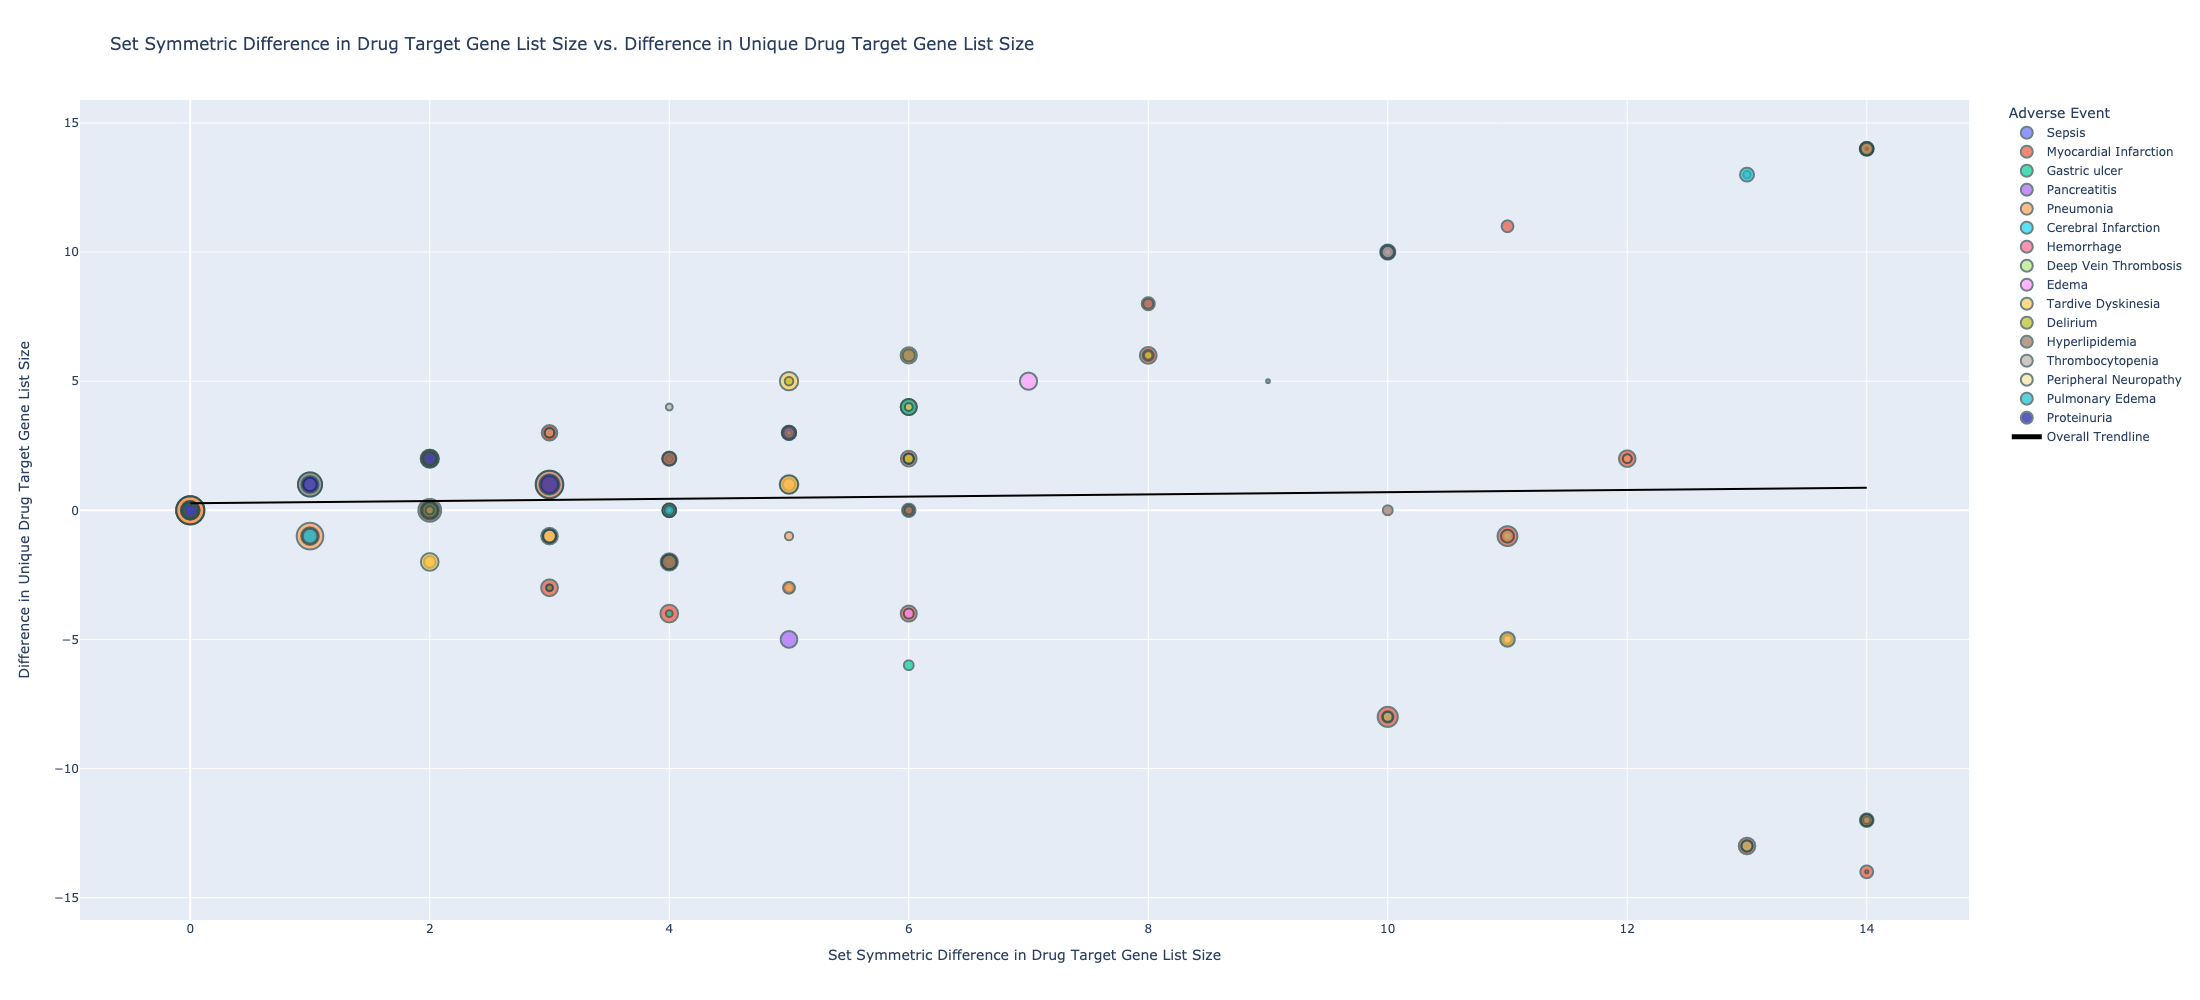 Set Symmetric Difference in Drug Target Gene List Size vs. Difference in Unique Drug Target Gene List Size
15
10
5
0
−5
−10
−15
Difference in Unique Drug Target Gene List Size
0 2 4 6 8 10 12 14
Set Symmetric Difference in Drug Target Gene List Size
Adverse Event
Sepsis
Myocardial Infarction
Gastric ulcer
Pancreatitis
Pneumonia
Cerebral Infarction
Hemorrhage
Deep Vein Thrombosis
Edema
Tardive Dyskinesia
Delirium
Hyperlipidemia
Thrombocytopenia
Peripheral Neuropathy
Pulmonary Edema
Proteinuria
Overall Trendline